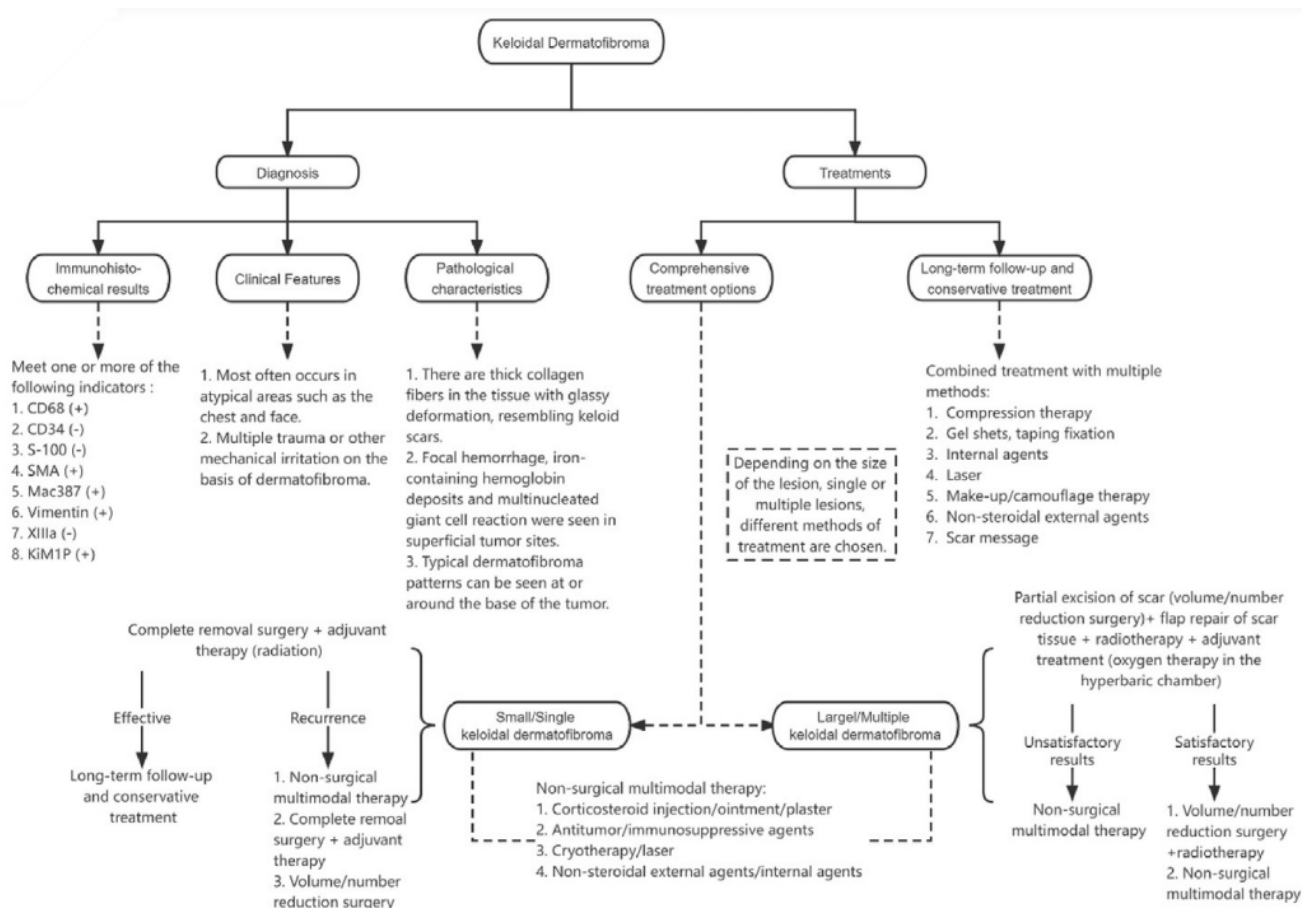 Keloidal Dermatofibroma
Diagnosis
Treatments
Immunohisto-
chemical results
Clinical Features
Pathological
characteristics
Comprehensive
treatment options
Long-term follow-up and
conservative treatment
Meet one or more of the
following indicators :
1. CD68 (+)
2. CD34 (-)
3. S-100 (-)
4. SMA (+)
5. Mac387 (+)
6. Vimentin (+)
7. XIIIa (-)
8. KiM1P (+)
1. Most often occurs in
atypical areas such as the
chest and face.
2. Multiple trauma or other
mechanical irritation on the
basis of dermatofibroma.
1. There are thick collagen
fibers in the tissue with glassy
deformation, resembling keloid
scars.
2. Focal hemorrhage, iron-
containing hemoglobin
deposits and multinucleated
giant cell reaction were seen in
superficial tumor sites.
3. Typical dermatofibroma
patterns can be seen at or
around the base of the tumor.
Depending on the size
of the lesion, single or
multiple lesions,
different methods of
treatment are chosen.
Combined treatment with multiple
methods:
1. Compression therapy
2. Gel shets, taping fixation
3. Internal agents
4. Laser
5. Make-up/camouflage therapy
6. Non-steroidal external agents
7. Scar message
Complete removal surgery + adjuvant
therapy (radiation)
Effective
Recurrence
Long-term follow-up
and conservative
treatment
1. Non-surgical
multimodal therapy
2. Complete remoal
surgery + adjuvant
therapy
3. Volume/number
reduction surgery
Small/Single
keloidal dermatofibroma
Largel/Multiple
keloidal dermatofibroma
Non-surgical multimodal therapy:
1. Corticosteroid injection/ointment/plaster
2. Antitumor/immunosuppressive agents
3. Cryotherapy/laser
4. Non-steroidal external agents/internal agents
Partial excision of scar (volume/number
reduction surgery)+ flap repair of scar
tissue + radiotherapy + adjuvant
treatment (oxygen therapy in the
hyperbaric chamber)
Unsatisfactory
results
Satisfactory
results
Non-surgical
multimodal therapy
1. Volume/number
reduction surgery
+radiotherapy
2. Non-surgical
multimodal therapy